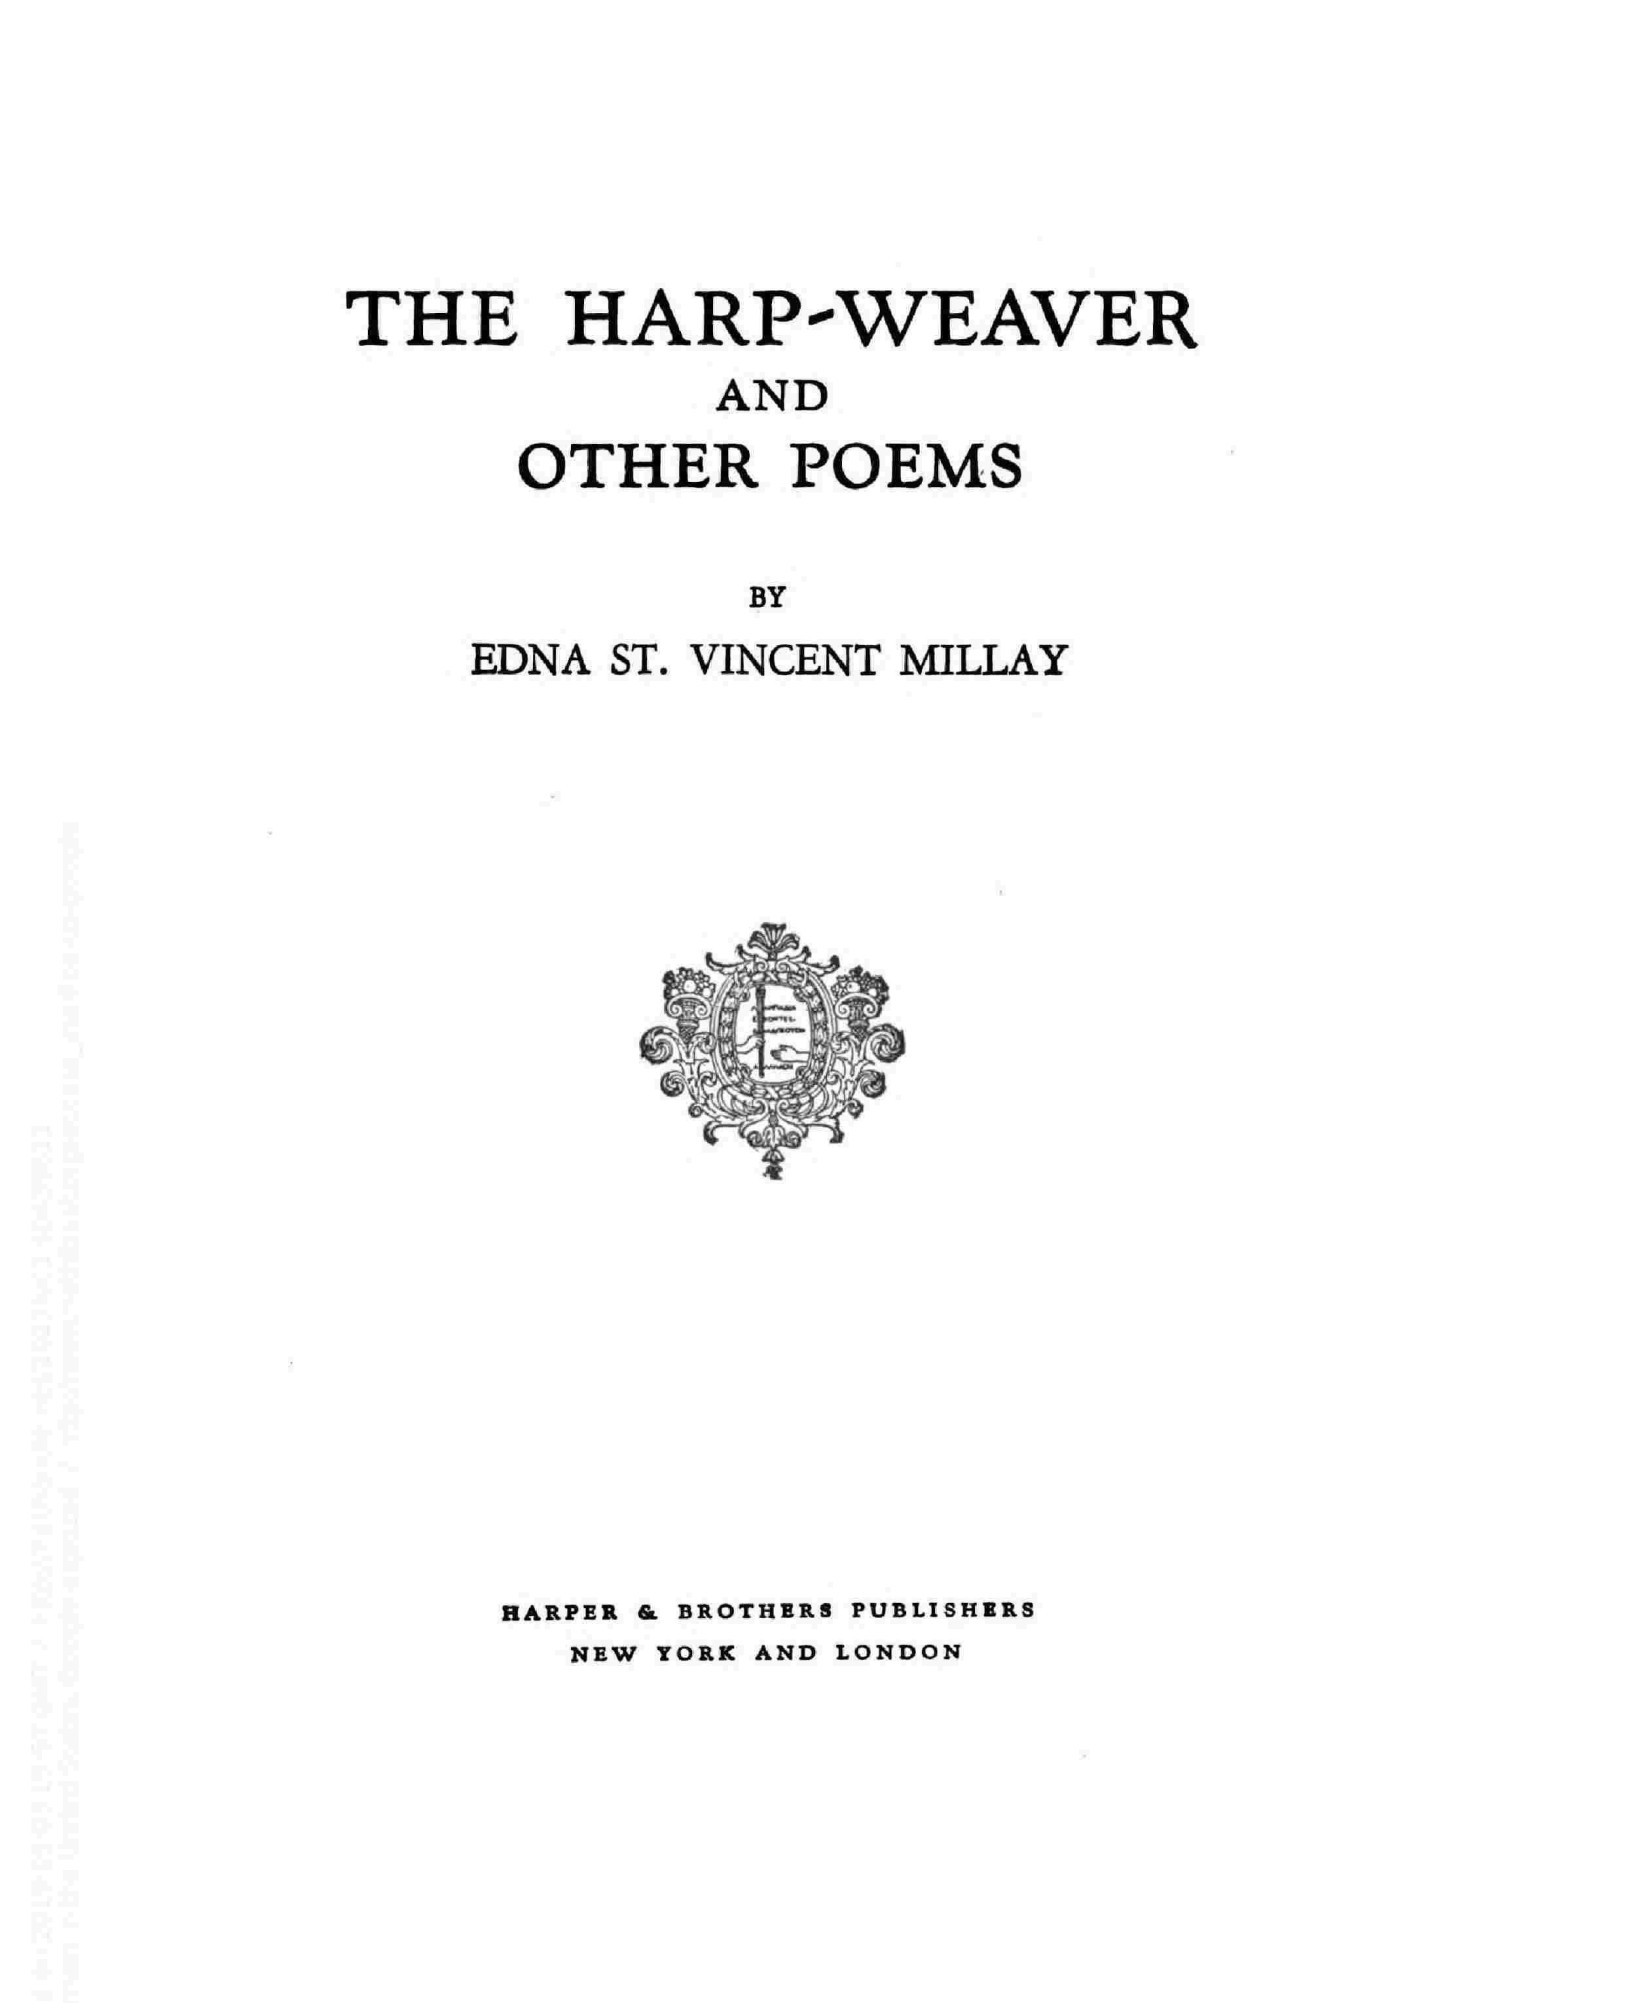 THE HARP-WEAVER
AND
OTHER POEMS
BY
EDNA ST. VINCENT MILLAY
HARPER & BROTHERS PUBLISHERS
NEW YORK AND LONDON